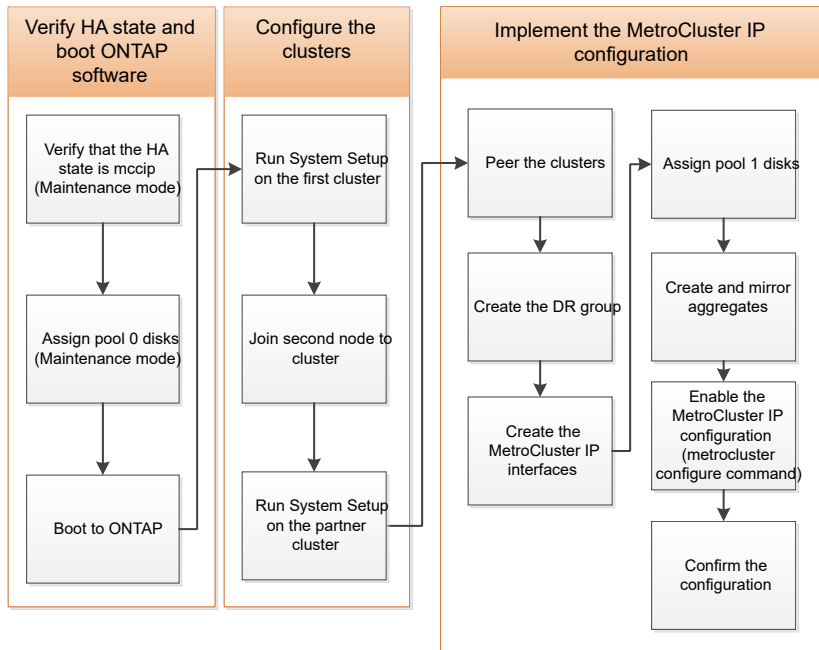 Verify HA state and
boot ONTAP
software
Verify that the HA
state is mccip
(Maintenance mode)
Assign pool 0 disks
(Maintenance mode)
Boot to ONTAP
Configure the
clusters
Run System Setup
on the first cluster
Join second node to
cluster
Run System Setup
on the partner
cluster
Implement the MetroCluster IP
configuration
Peer the clusters
Create the DR group
Create the
MetroCluster IP
interfaces
Assign pool 1 disks
Create and mirror
aggregates
Enable the
MetroCluster IP
configuration
(metrocluster
configure command)
Confirm the
configuration